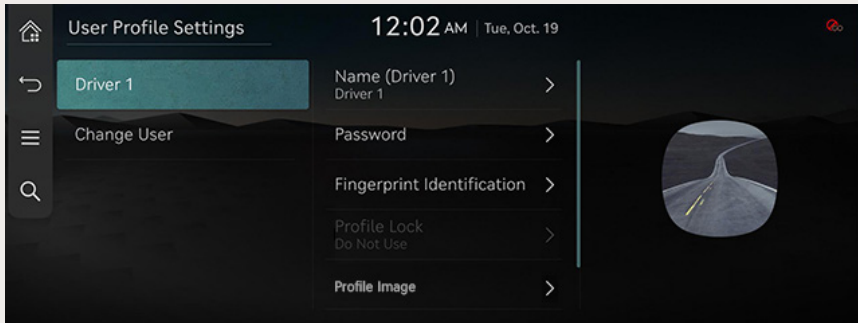 User Profile Settings
12:02 AM | Tue, Oct. 19
Driver 1
Change User
Name (Driver 1)
Driver 1
Password
Fingerprint Identification
Profile Lock
Do Not Use
Profile Image